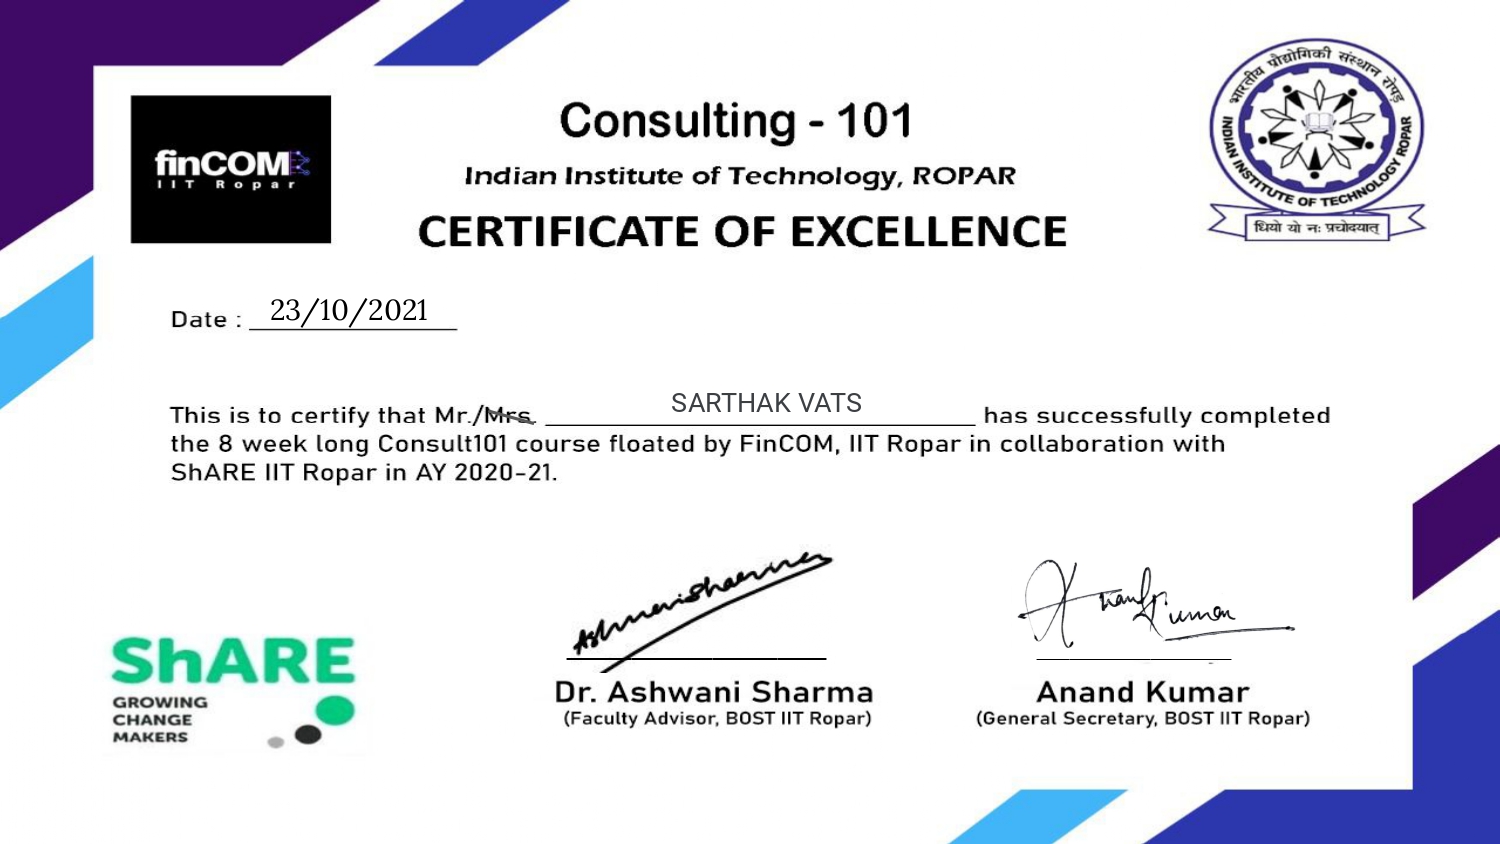 finCOM
IIT Ropar
Consulting - 101
Indian Institute of Technology, ROPAR
CERTIFICATE OF EXCELLENCE
भारतीय प्रौद्योगिकी संस्थान रोपड़
INDIAN INSTITUTE OF TECHNOLOGY ROPAR
धियो यो नः प्रचोदयात्
Date : 23/10/2021
This is to certify that Mr./Mrs. SARTHAK VATS has successfully completed
the 8 week long Consult101 course floated by FinCOM, IIT Ropar in collaboration with
ShARE IIT Ropar in AY 2020-21.
ShARE
GROWING
CHANGE
MAKERS
AshwaniSharma
Anand Kumar
Dr. Ashwani Sharma
(Faculty Advisor, BOST IIT Ropar)
Anand Kumar
(General Secretary, BOST IIT Ropar)